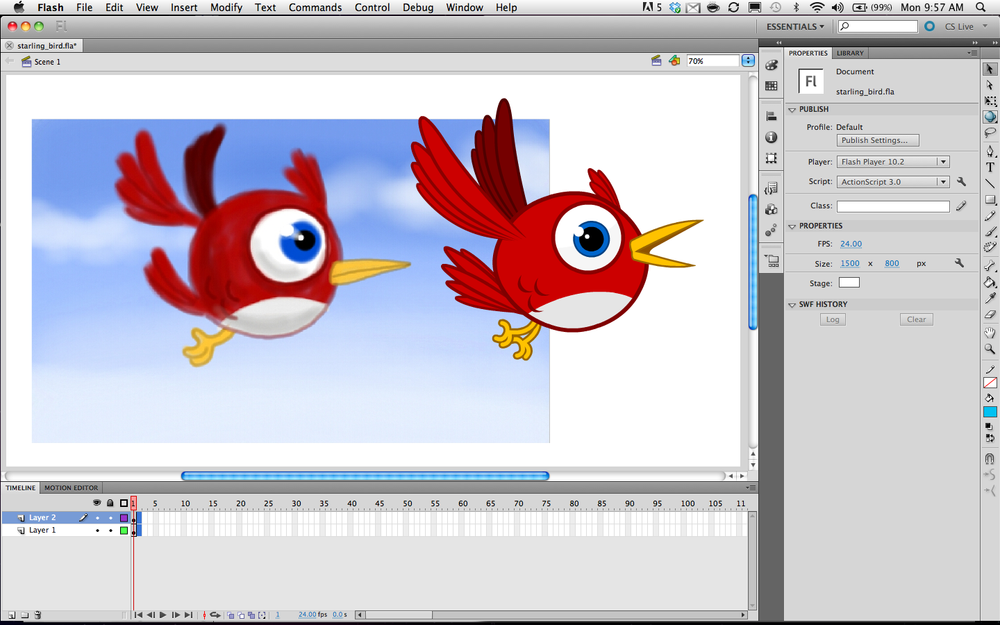 Flash File Edit View Insert Modify Text Commands Control Debug Window Help
5 (99%) Mon 9:57 AM
Fl ESSENTIALS CS Live
starling_bird.fla*
Scene 1 70%
PROPERTIES LIBRARY
Fl
Document
starling_bird.fla
PUBLISH
Profile: Default
Publish Settings...
Player: Flash Player 10.2
Script: ActionScript 3.0
Class:
PROPERTIES
FPS: 24.00
Size: 1500 x 800 px
Stage:
SWF HISTORY
Log Clear
T
TIMELINE MOTION EDITOR
1 5 10 15 20 25 30 35 40 45 50 55 60 65 70 75 80 85 90 95 100 105 11
Layer 2
Layer 1
1 24.00 fps 0.0 s